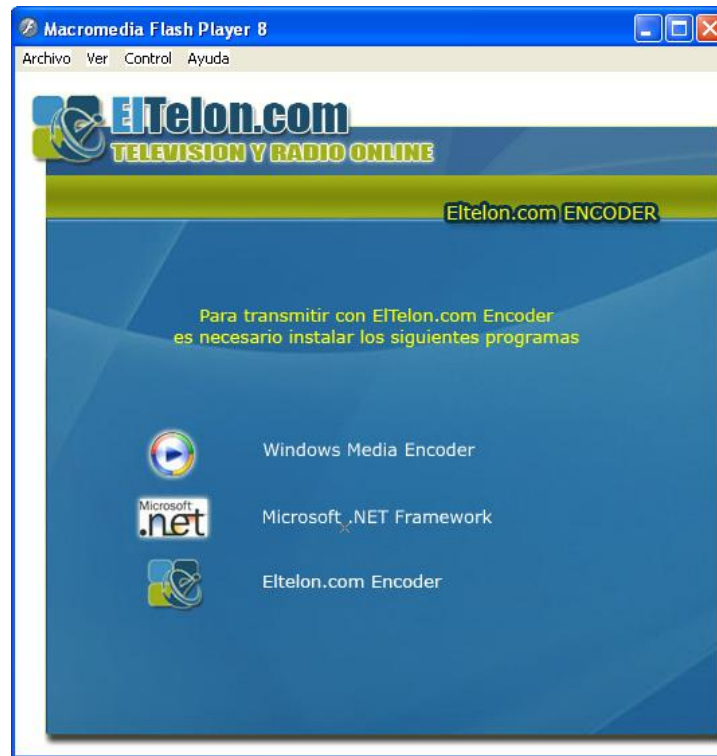 Macromedia Flash Player 8
Archivo Ver Control Ayuda
ElTelon.com
TELEVISION Y RADIO ONLINE
Eltelon.com ENCODER
Para transmitir con ElTelon.com Encoder
es necesario instalar los siguientes programas
Windows Media Encoder
Microsoft .net
Microsoft .NET Framework
Eltelon.com Encoder